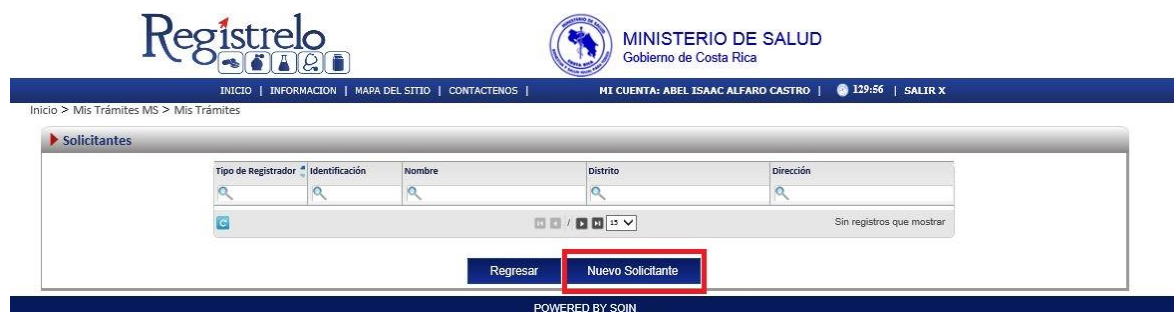 Regístrelo
MINISTERIO DE SALUD
Gobierno de Costa Rica
INICIO | INFORMACION | MAPA DEL SITIO | CONTACTENOS | MI CUENTA: ABEL ISAAC ALFARO CASTRO | 129:56 | SALIR X
Inicio > Mis Trámites MS > Mis Trámites
Solicitantes
Tipo de Registrador Identificación Nombre Distrito Dirección
/ 15 Sin registros que mostrar
Regresar Nuevo Solicitante
POWERED BY SOIN